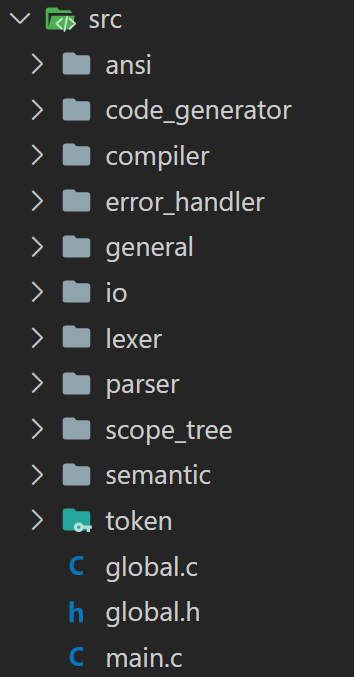 src
ansi
code_generator
compiler
error_handler
general
io
lexer
parser
scope_tree
semantic
token
C global.c
h global.h
C main.c